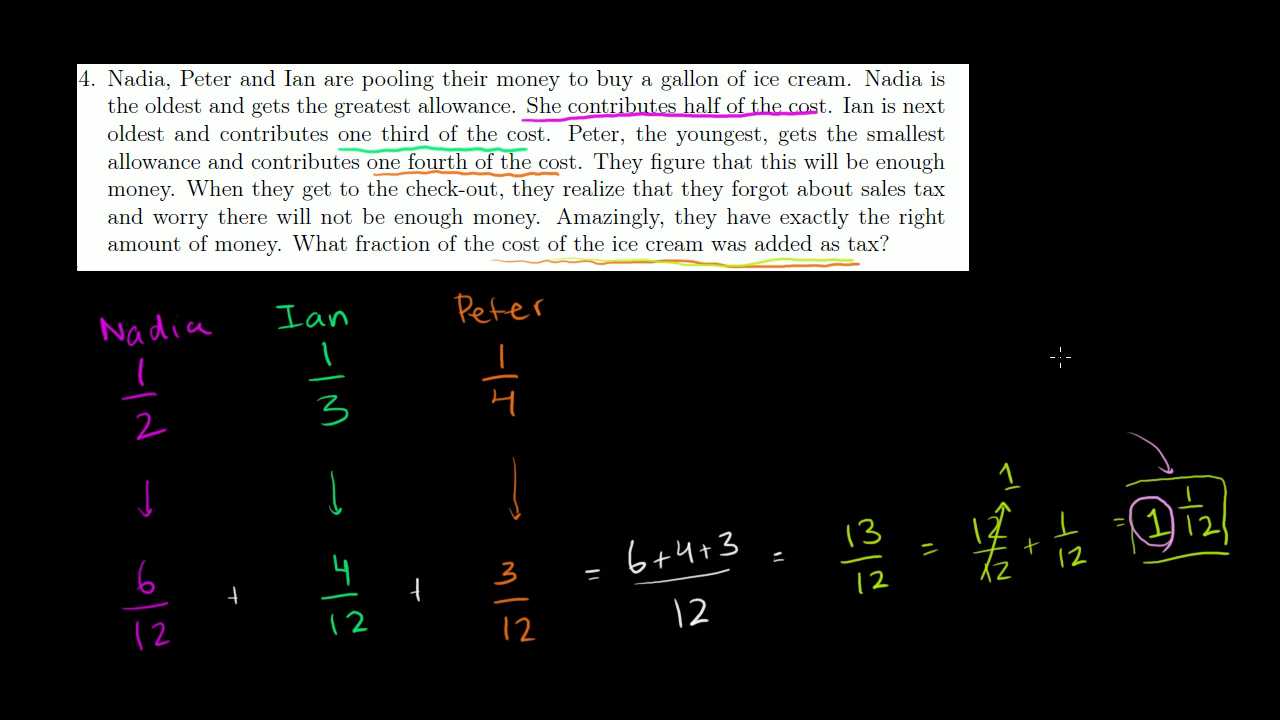 4. Nadia, Peter and Ian are pooling their money to buy a gallon of ice cream. Nadia is
the oldest and gets the greatest allowance. She contributes half of the cost. Ian is next
oldest and contributes one third of the cost. Peter, the youngest, gets the smallest
allowance and contributes one fourth of the cost. They figure that this will be enough
money. When they get to the check-out, they realize that they forgot about sales tax
and worry there will not be enough money. Amazingly, they have exactly the right
amount of money. What fraction of the cost of the ice cream was added as tax?
Nadia Ian Peter
1/2 1/3 1/4
1
6/12 + 4/12 + 3/12 = 6+4+3/12 = 13/12 = 12/12 + 1/12 = 1 1/12